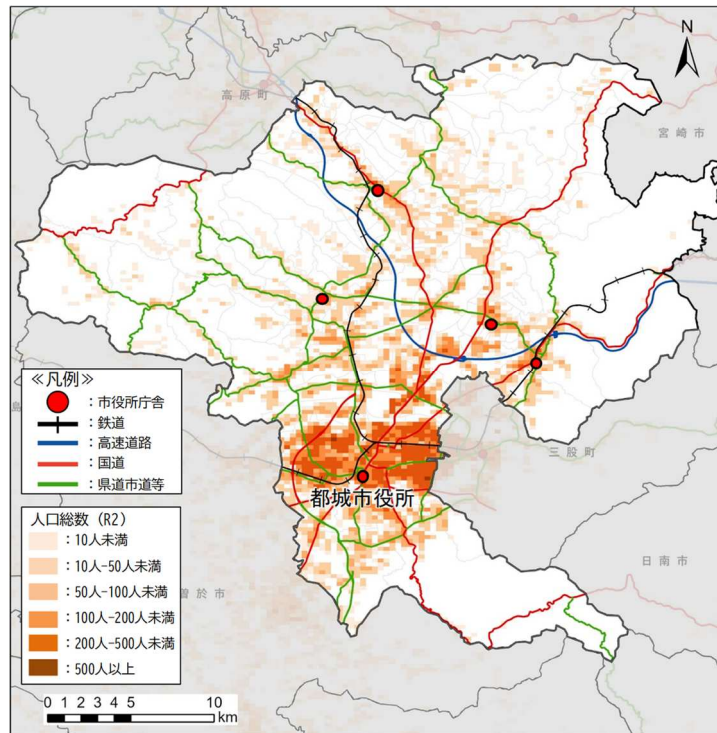 N
高原町
宮崎市
≪凡例≫
：市役所庁舎
：鉄道
：高速道路
：国道
：県道市道等
島
三股町
都城市役所
人口総数（R2）
：10人未満
：10人-50人未満
：50人-100人未満
：100人-200人未満
：200人-500人未満
：500人以上
日南市
曽於市
0 1 2 3 4 5 10
km